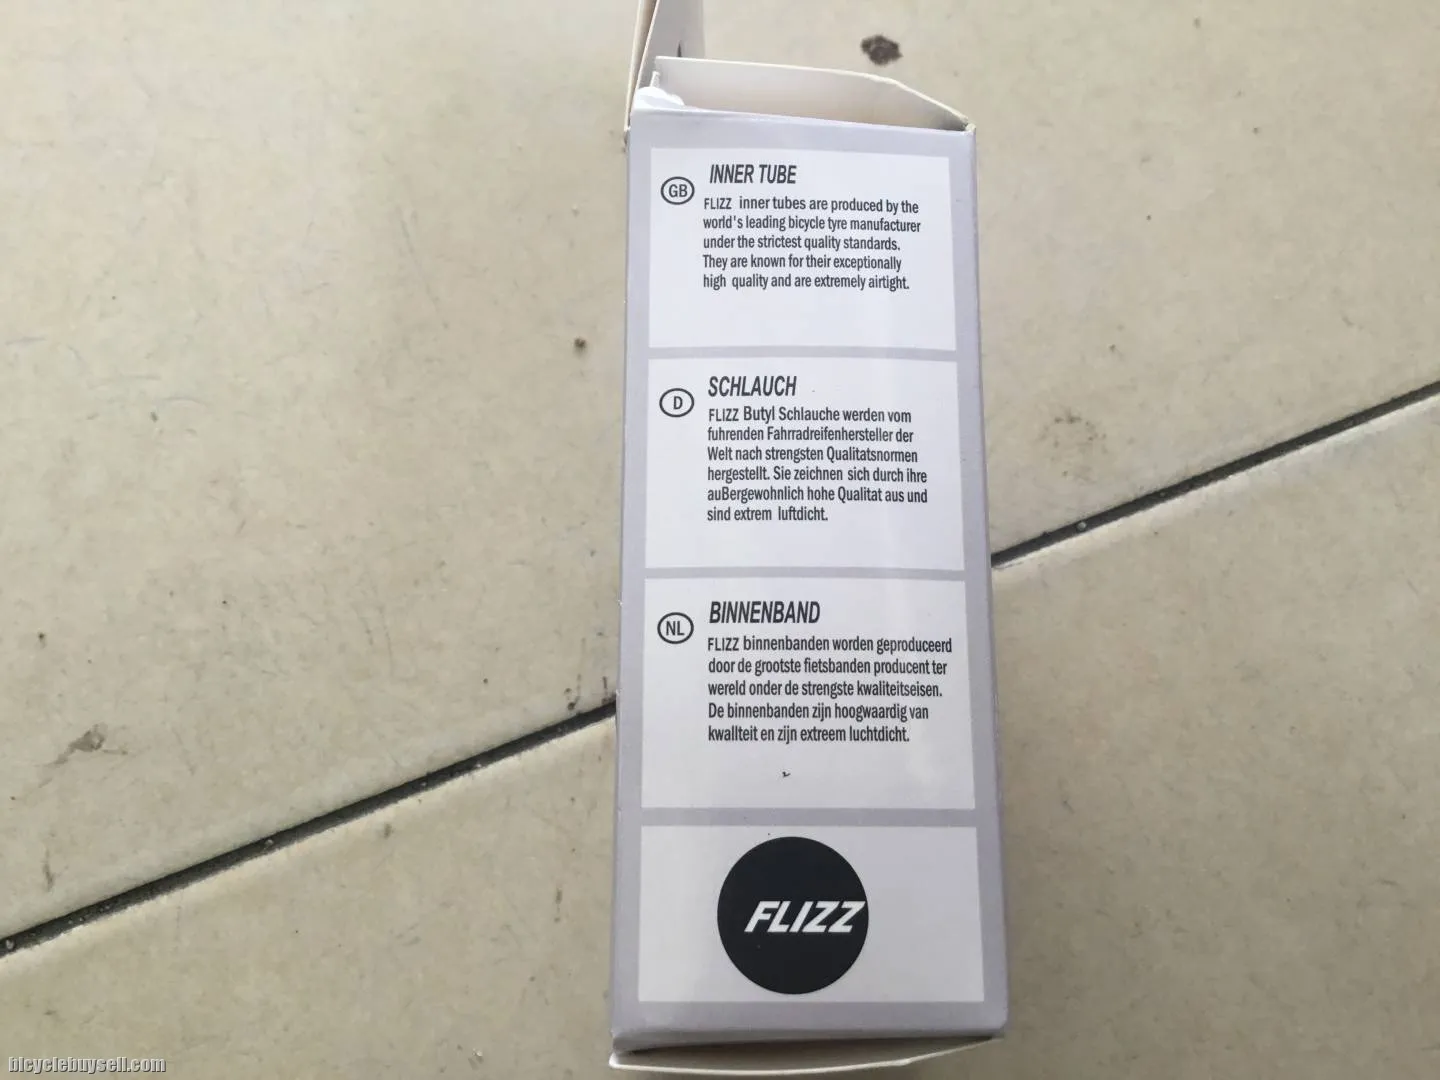 GB
INNER TUBE
FLIZZ inner tubes are produced by the
world's leading bicycle tyre manufacturer
under the strictest quality standards.
They are known for their exceptionally
high quality and are extremely airtight.
D
SCHLAUCH
FLIZZ Butyl Schlauche werden vom
fuhrenden Fahrradreifenhersteller der
Welt nach strengsten Qualitatsnormen
hergestellt. Sie zeichnen sich durch ihre
auBergewohnlich hohe Qualitat aus und
sind extrem luftdicht.
NL
BINNENBAND
FLIZZ binnenbanden worden geproduceerd
door de grootste fietsbanden producent ter
wereld onder de strengste kwaliteitseisen.
De binnenbanden zijn hoogwaardig van
kwallteit en zijn extreem luchtdicht.
FLIZZ
bicyclebuysell.com